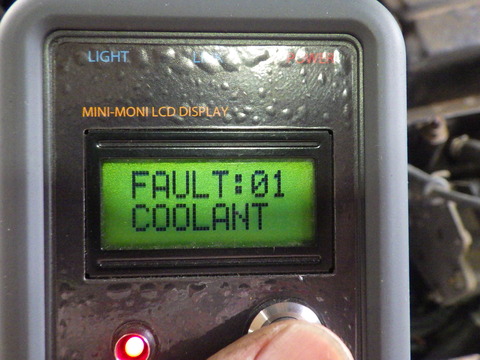 LIGHT POWER
MINI-MONI LCD DISPLAY
FAULT:01
COOLANT